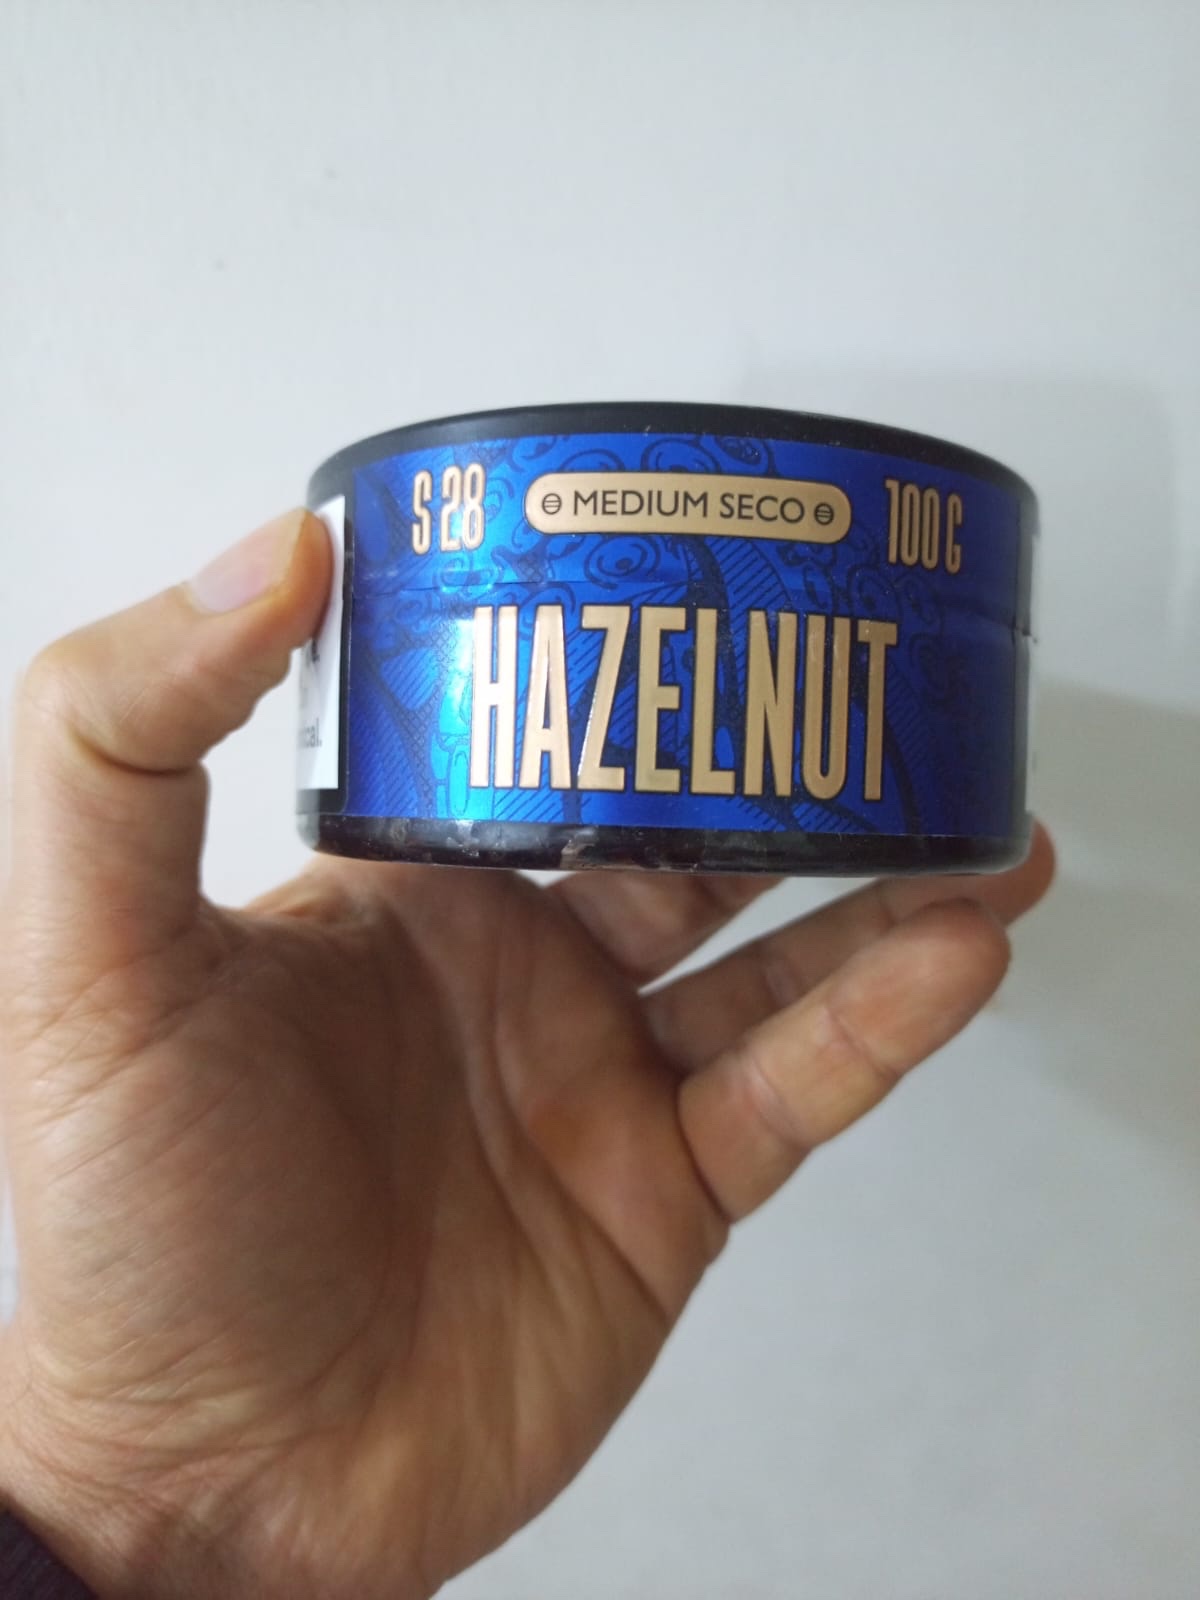 S 28
MEDIUM SECO
100 G
HAZELNUT